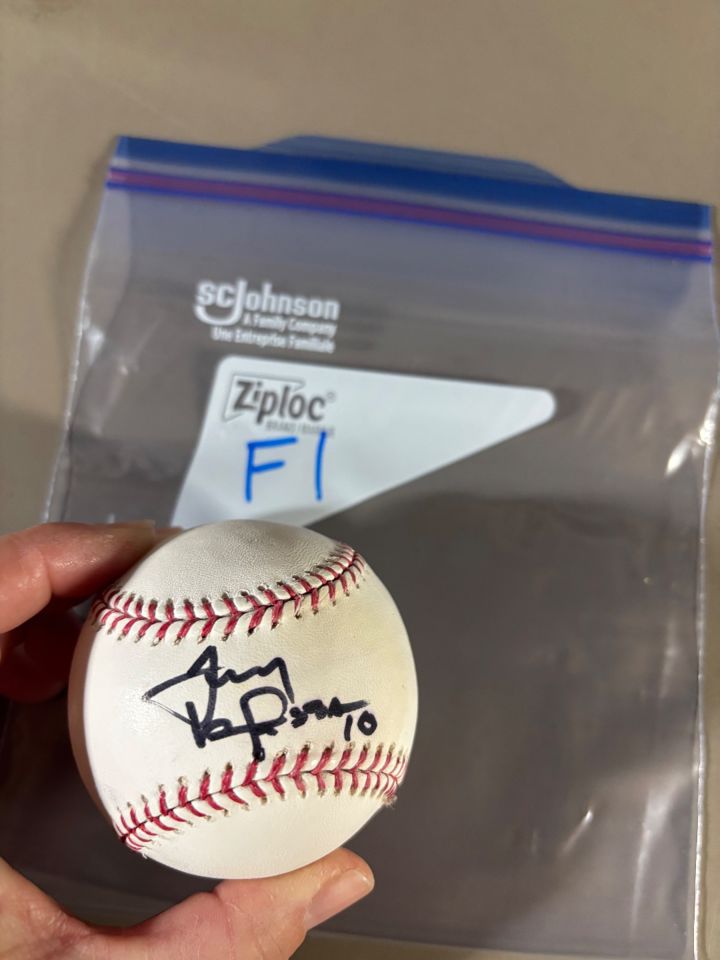 scjohnson
A Family Company
Une Entreprise Familiale
Ziploc®
F1
10